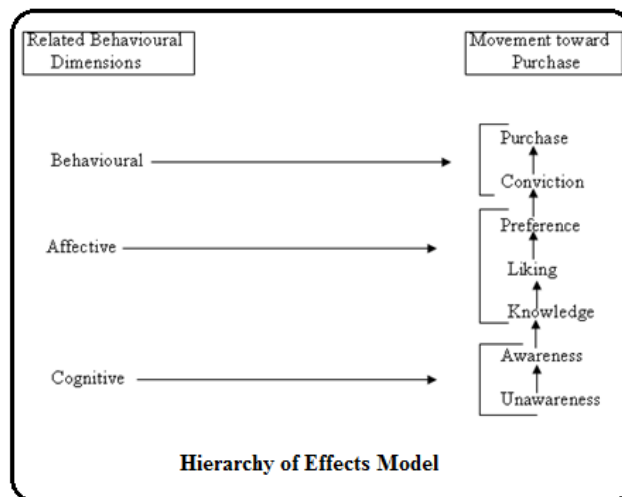 Related Behavioural
Dimensions
Movement toward
Purchase
Behavioural
Purchase
Conviction
Affective
Preference
Liking
Knowledge
Cognitive
Awareness
Unawareness
Hierarchy of Effects Model